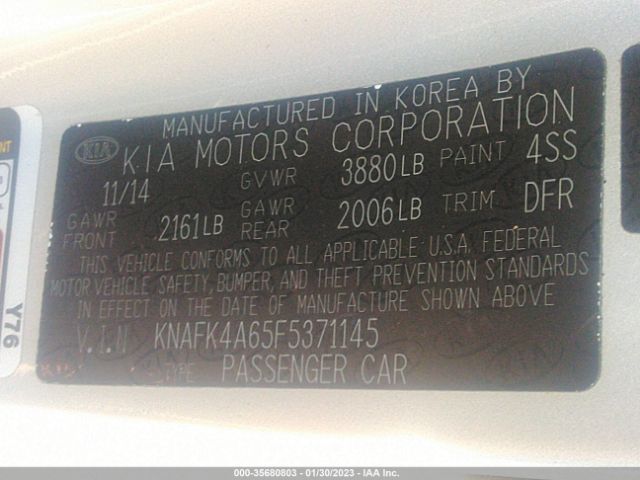 MANUFACTURED IN KOREA BY
KIA KIA MOTORS CORPORATION
11/14 GVWR 3880LB PAINT 4SS
GAWR FRONT 2161LB GAWR REAR 2006LB TRIM DFR
THIS VEHICLE CONFORMS TO ALL APPLICABLE U.S.A. FEDERAL
MOTOR VEHICLE SAFETY, BUMPER, AND THEFT PREVENTION STANDARDS
IN EFFECT ON THE DATE OF MANUFACTURE SHOWN ABOVE
V.I.N KNAFK4A65F5371145
TYPE PASSENGER CAR
Y76
000-35680803 - 01/30/2023 - IAA Inc.